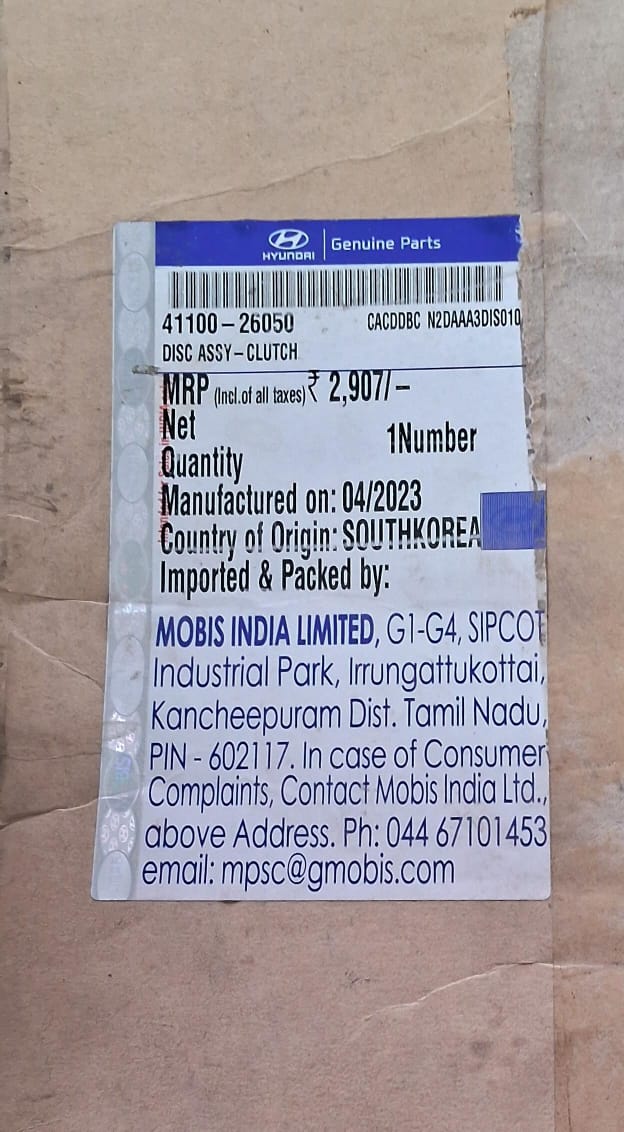 HYUNDAI | Genuine Parts
41100-26050 CACDDBC N2DAAA3DIS010
DISC ASSY-CLUTCH
MRP (Incl.of all taxes) ₹ 2,907/-
Net
Quantity 1Number
Manufactured on: 04/2023
Country of Origin: SOUTHKOREA
Imported & Packed by:
MOBIS INDIA LIMITED, G1-G4, SIPCOT
Industrial Park, Irrungattukottai,
Kancheepuram Dist. Tamil Nadu,
PIN - 602117. In case of Consumer
Complaints, Contact Mobis India Ltd.,
above Address. Ph: 044 67101453
email: mpsc@gmobis.com